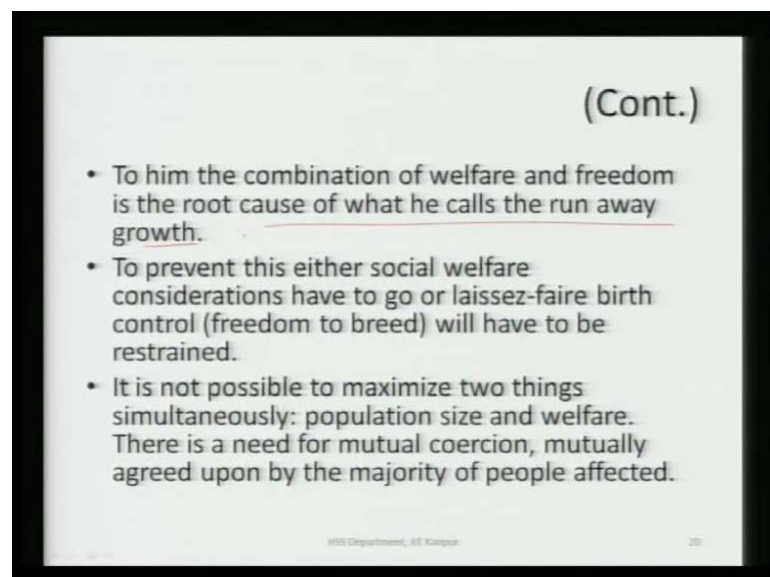 (Cont.)
• To him the combination of welfare and freedom
is the root cause of what he calls the run away
growth.
• To prevent this either social welfare
considerations have to go or laissez-faire birth
control (freedom to breed) will have to be
restrained.
• It is not possible to maximize two things
simultaneously: population size and welfare.
There is a need for mutual coercion, mutually
agreed upon by the majority of people affected.
HSS Department, IIT Kanpur
20